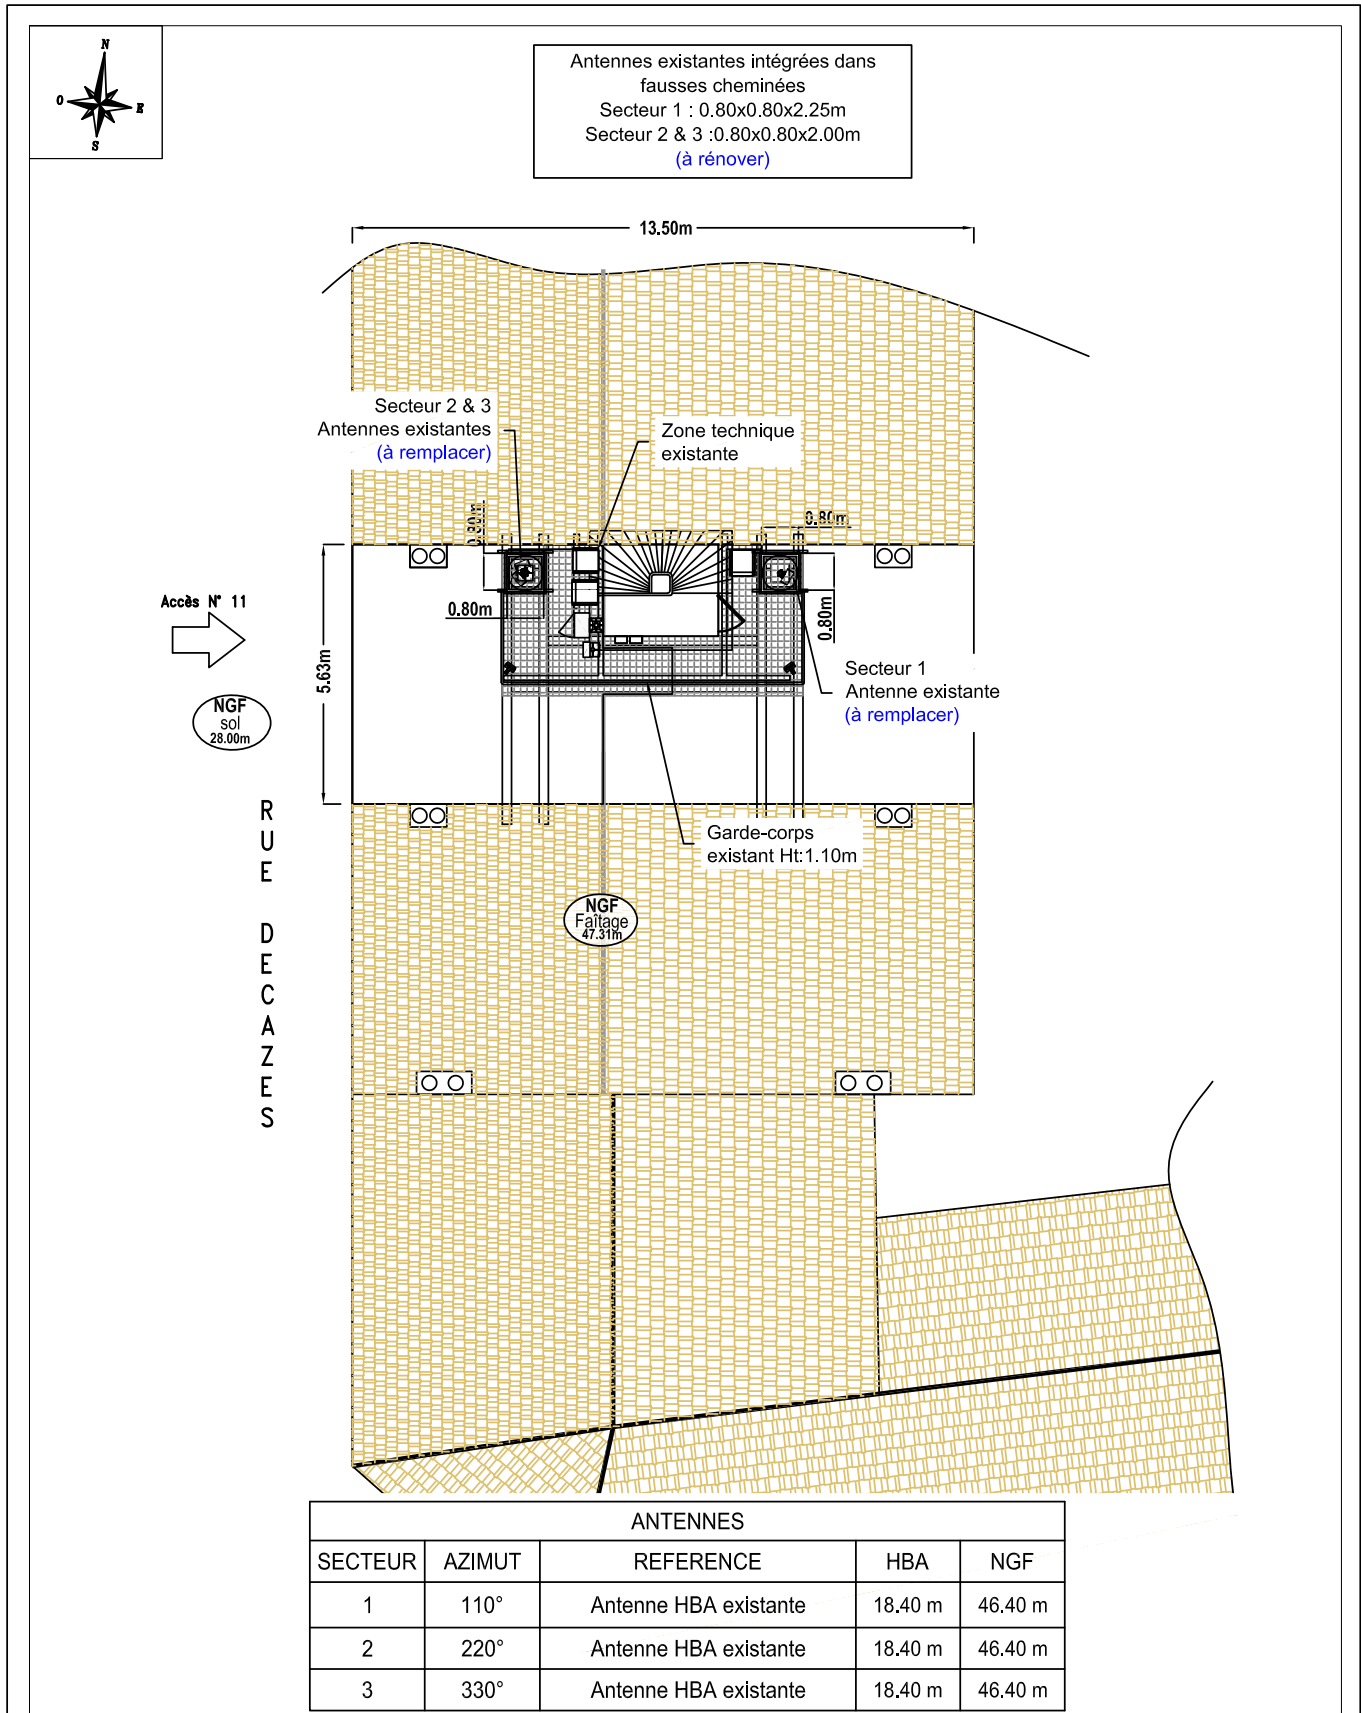 N
O
E
S
Antennes existantes intégrées dans
fausses cheminées
Secteur 1 : 0.80x0.80x2.25m
Secteur 2 & 3 :0.80x0.80x2.00m
(à rénover)
13.50m
Secteur 2 & 3
Antennes existantes
(à remplacer)
Zone technique
existante
0.80m
0.80m
0.80m
0.80m
5.63m
Accès N° 11
NGF
sol
28.00m
Secteur 1
Antenne existante
(à remplacer)
Garde-corps
existant Ht:1.10m
NGF
Faîtage
47.31m
RUE DECAZES
ANTENNES
SECTEUR AZIMUT REFERENCE HBA NGF
1 110° Antenne HBA existante 18.40 m 46.40 m
2 220° Antenne HBA existante 18.40 m 46.40 m
3 330° Antenne HBA existante 18.40 m 46.40 m